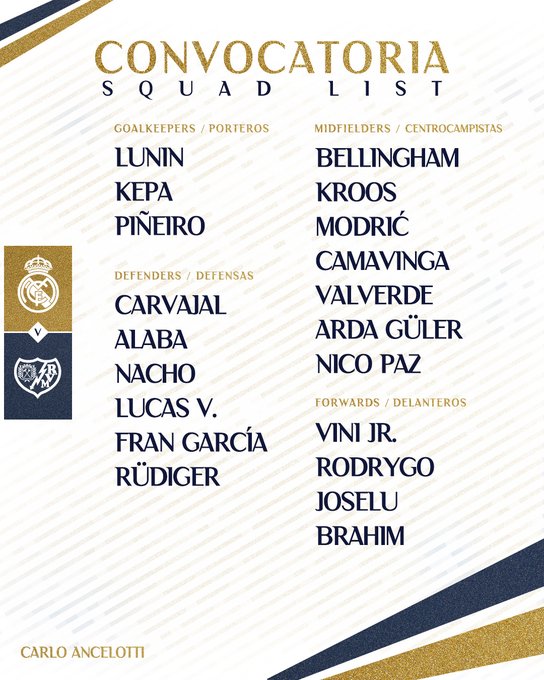 CONVOCATORIA
SQUAD LIST
GOALKEEPERS / PORTEROS
LUNIN
KEPA
PIÑEIRO
DEFENDERS / DEFENSAS
CARVAJAL
ALABA
NACHO
LUCAS V.
FRAN GARCÍA
RÜDIGER
MIDFIELDERS / CENTROCAMPISTAS
BELLINGHAM
KROOS
MODRIĆ
CAMAVINGA
VALVERDE
ARDA GÜLER
NICO PAZ
FORWARDS / DELANTEROS
VINI JR.
RODRYGO
JOSELU
BRAHIM
V
CARLO ANCELOTTI